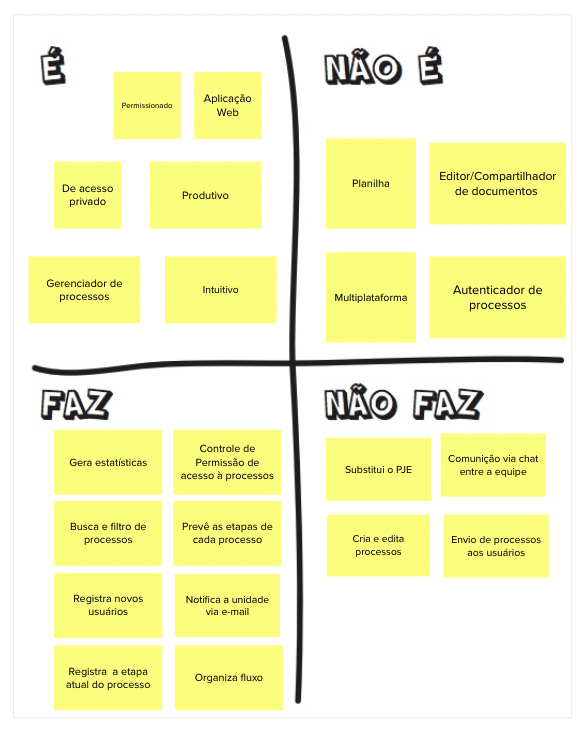 É
Permissionado
Aplicação
Web
De acesso
privado
Produtivo
Gerenciador de
processos
Intuitivo
NÃO É
Planilha
Editor/Compartilhador
de documentos
Multiplataforma
Autenticador de
processos
FAZ
Gera estatísticas
Controle de
Permissão de
acesso à processos
Busca e filtro de
processos
Prevê as etapas de
cada processo
Registra novos
usuários
Notifica a unidade
via e-mail
Registra a etapa
atual do processo
Organiza fluxo
NÃO FAZ
Substitui o PJE
Comunição via chat
entre a equipe
Cria e edita
processos
Envio de processos
aos usuários